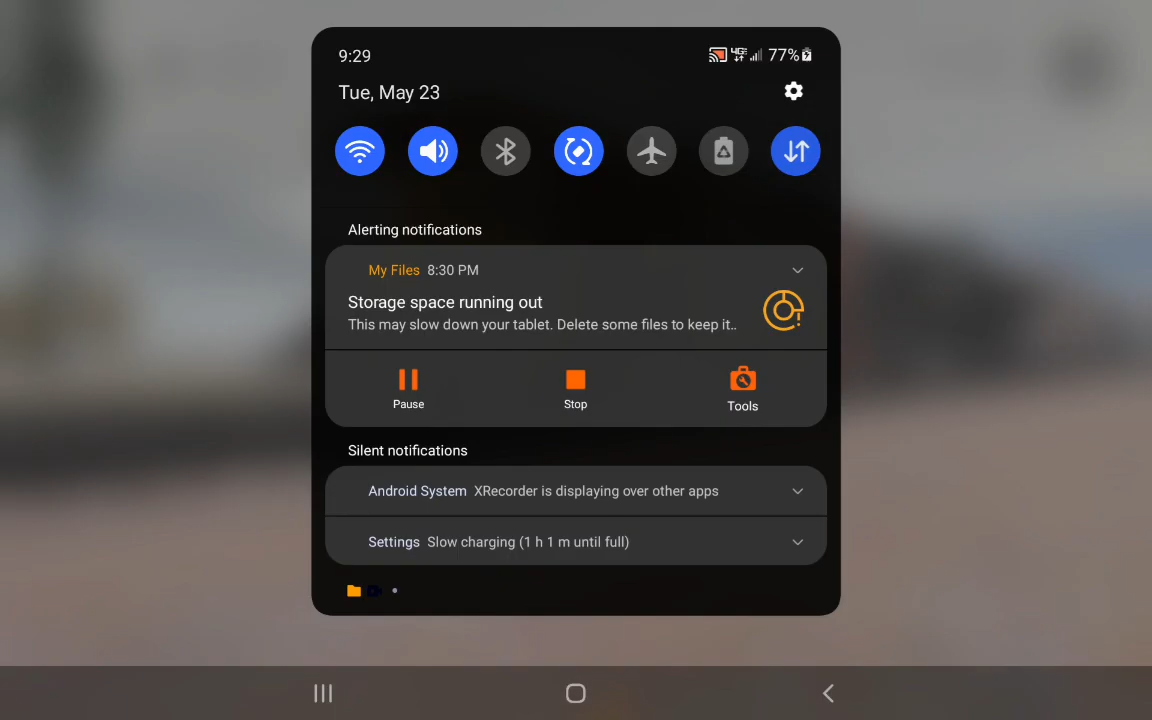 9:29
4GE 77%
Tue, May 23
Alerting notifications
My Files 8:30 PM
Storage space running out
This may slow down your tablet. Delete some files to keep it..
Pause Stop Tools
Silent notifications
Android System XRecorder is displaying over other apps
Settings Slow charging (1 h 1 m until full)